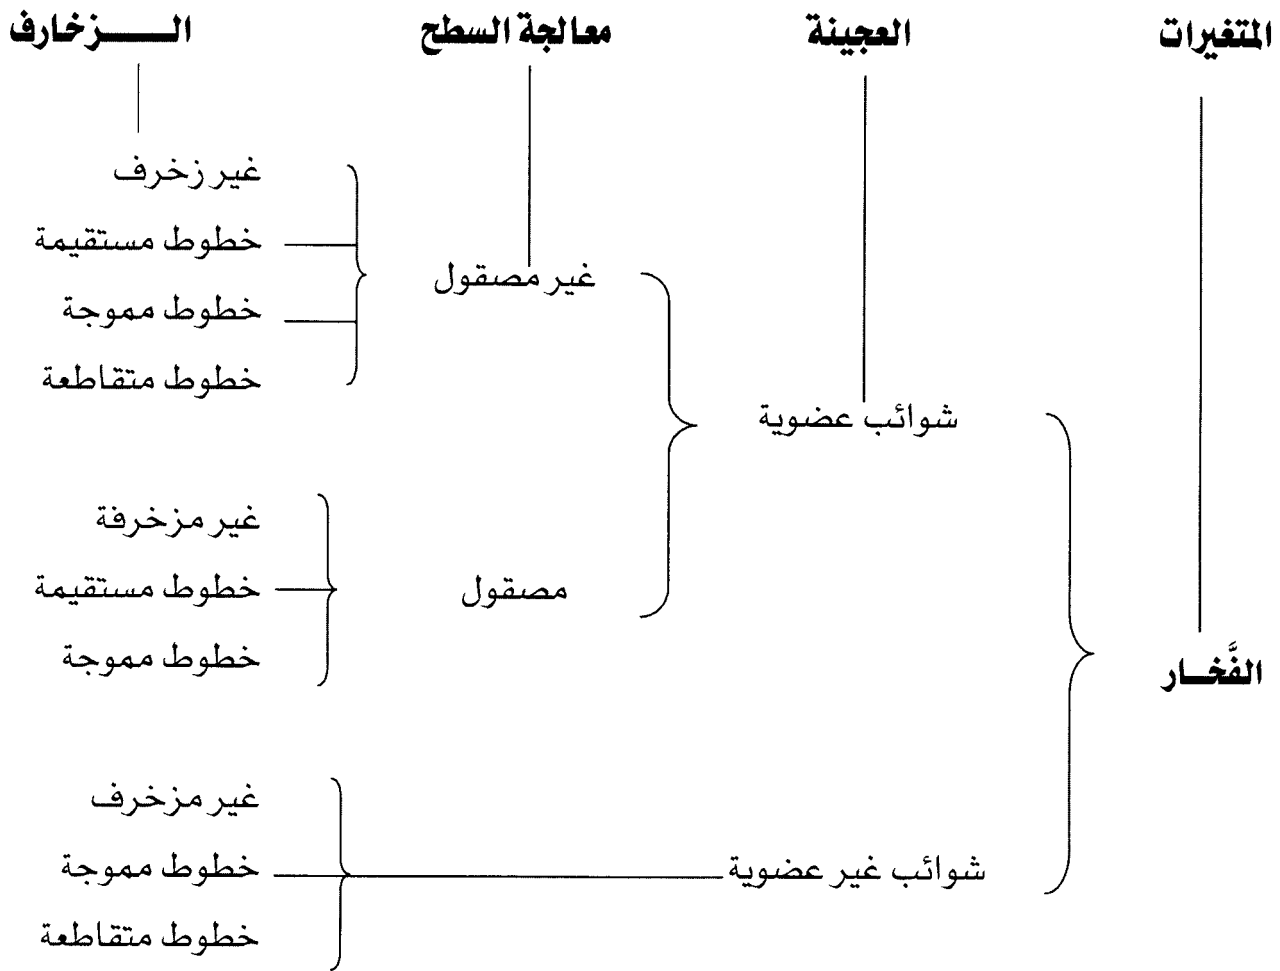 المتغيرات العجينة معالجة السطح الـــزخارف
غير زخرف
خطوط مستقيمة
غير مصقول
خطوط مموجة
خطوط متقاطعة
شوائب عضوية
غير مزخرفة
مصقول خطوط مستقيمة
خطوط مموجة
الفَّخــار
غير مزخرف
شوائب غير عضوية خطوط مموجة
خطوط متقاطعة